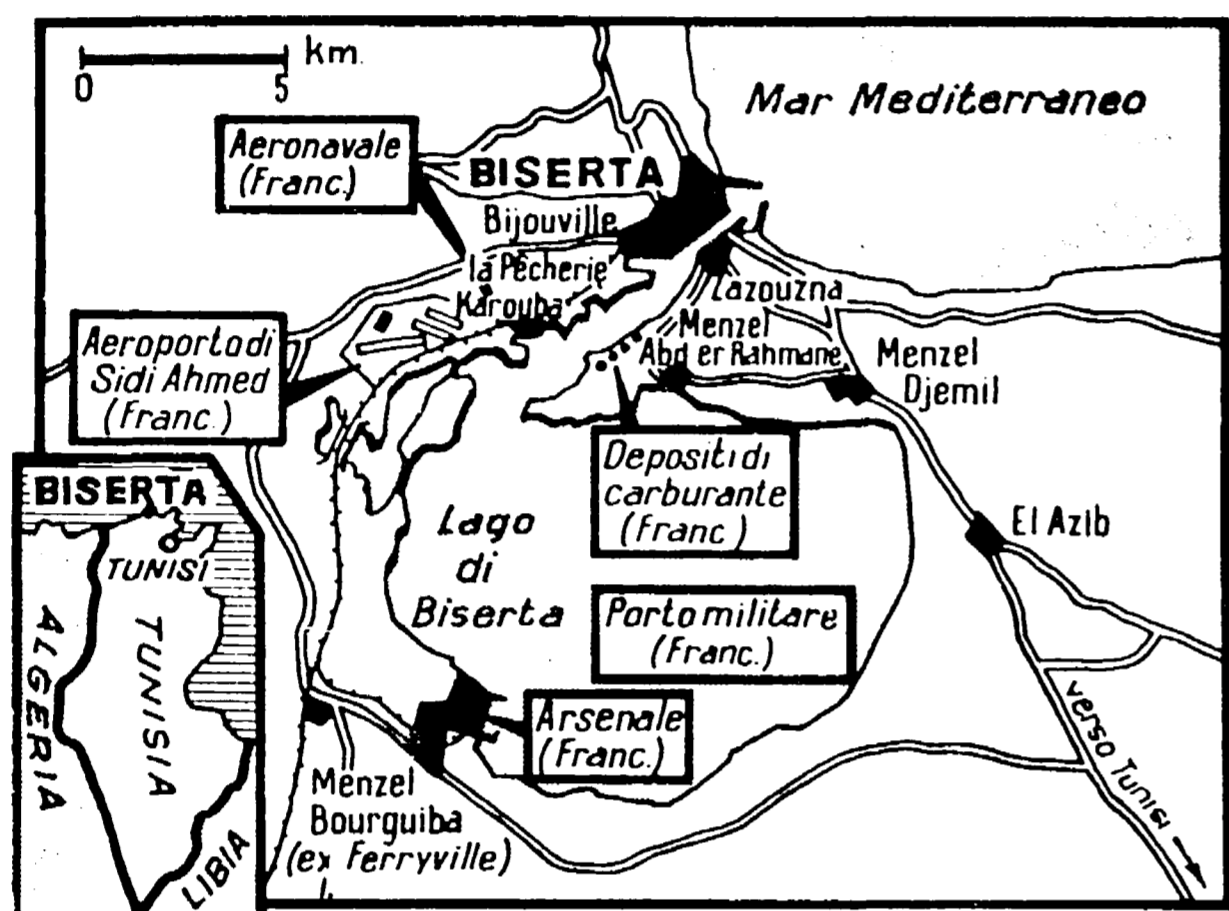 km.
0 5
Mar Mediterraneo
Aeronavale
(Franc.)
BISERTA
Bijouville
la Pêcherie
Karouba
Zazouzna
Menzel
Abd er Rahmane
Menzel
Djemil
Aeroporto di
Sidi Ahmed
(Franc.)
Depositi di
carburante
(Franc.)
El Azib
Lago
di
Biserta
Porto militare
(Franc.)
Arsenale
(Franc.)
verso Tunisi
Menzel
Bourguiba
(ex Ferryville)
BISERTA
TUNISI
ALGERIA
TUNISIA
LIBIA